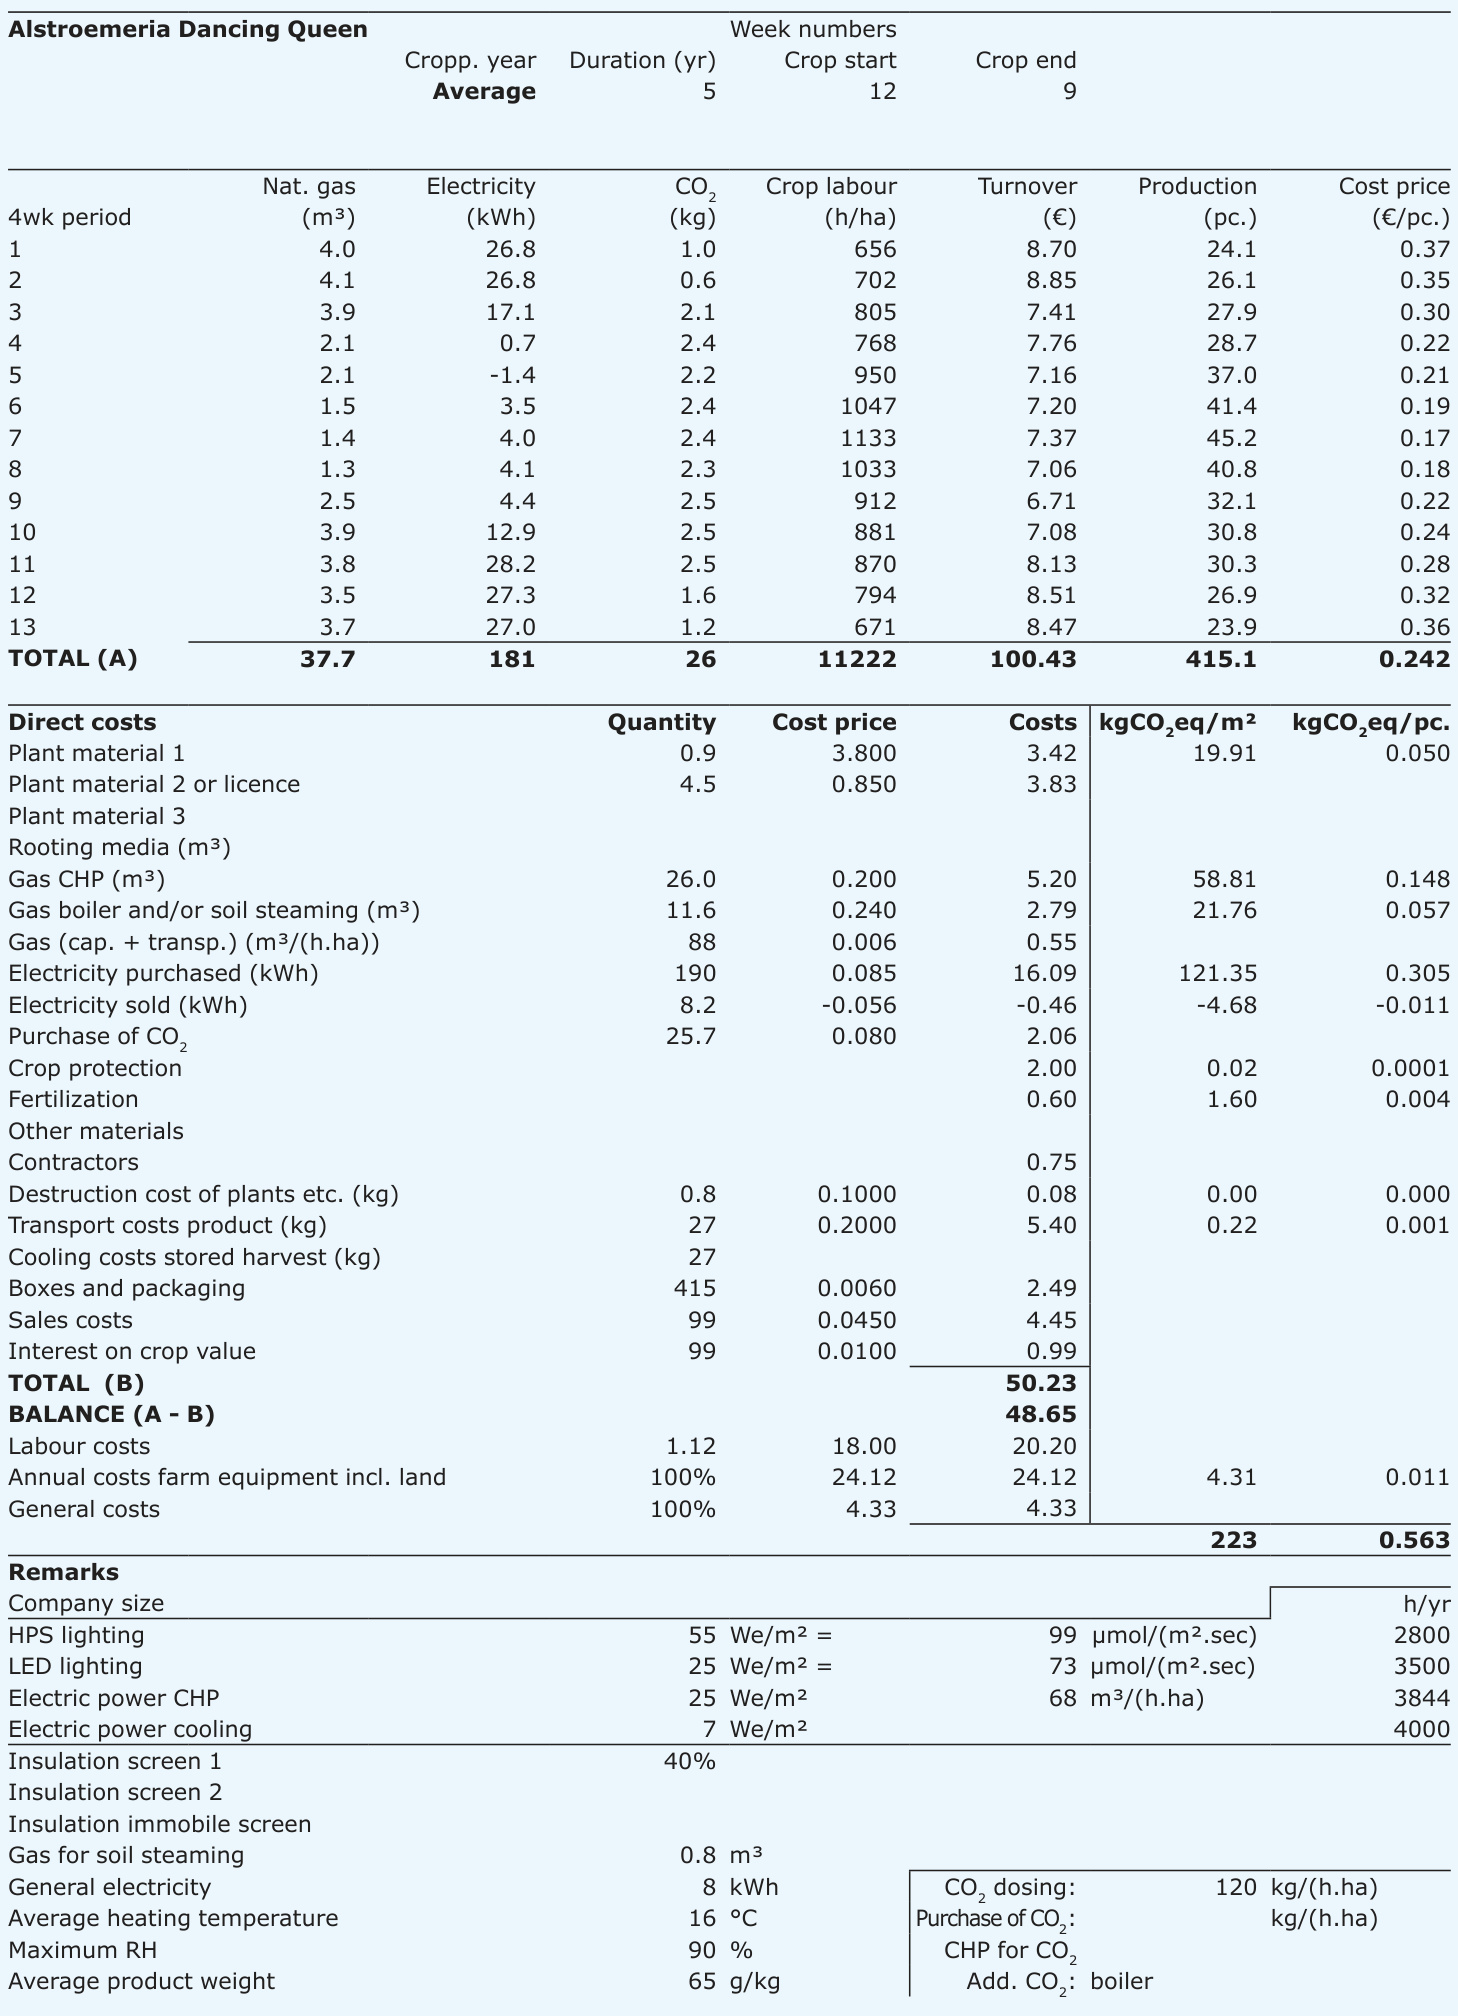 Alstroemeria Dancing Queen Week numbers
Cropp. year Duration (yr) Crop start Crop end
Average 5 12 9
Nat. gas Electricity CO₂ Crop labour Turnover Production Cost price
4wk period (m³) (kWh) (kg) (h/ha) (€) (pc.) (€/pc.)
1 4.0 26.8 1.0 656 8.70 24.1 0.37
2 4.1 26.8 0.6 702 8.85 26.1 0.35
3 3.9 17.1 2.1 805 7.41 27.9 0.30
4 2.1 0.7 2.4 768 7.76 28.7 0.22
5 2.1 -1.4 2.2 950 7.16 37.0 0.21
6 1.5 3.5 2.4 1047 7.20 41.4 0.19
7 1.4 4.0 2.4 1133 7.37 45.2 0.17
8 1.3 4.1 2.3 1033 7.06 40.8 0.18
9 2.5 4.4 2.5 912 6.71 32.1 0.22
10 3.9 12.9 2.5 881 7.08 30.8 0.24
11 3.8 28.2 2.5 870 8.13 30.3 0.28
12 3.5 27.3 1.6 794 8.51 26.9 0.32
13 3.7 27.0 1.2 671 8.47 23.9 0.36
TOTAL (A) 37.7 181 26 11222 100.43 415.1 0.242
Direct costs Quantity Cost price Costs kgCO₂eq/m² kgCO₂eq/pc.
Plant material 1 0.9 3.800 3.42 19.91 0.050
Plant material 2 or licence 4.5 0.850 3.83
Plant material 3
Rooting media (m³)
Gas CHP (m³) 26.0 0.200 5.20 58.81 0.148
Gas boiler and/or soil steaming (m³) 11.6 0.240 2.79 21.76 0.057
Gas (cap. + transp.) (m³/(h.ha)) 88 0.006 0.55
Electricity purchased (kWh) 190 0.085 16.09 121.35 0.305
Electricity sold (kWh) 8.2 -0.056 -0.46 -4.68 -0.011
Purchase of CO₂ 25.7 0.080 2.06
Crop protection 2.00 0.02 0.0001
Fertilization 0.60 1.60 0.004
Other materials
Contractors 0.75
Destruction cost of plants etc. (kg) 0.8 0.1000 0.08 0.00 0.000
Transport costs product (kg) 27 0.2000 5.40 0.22 0.001
Cooling costs stored harvest (kg) 27
Boxes and packaging 415 0.0060 2.49
Sales costs 99 0.0450 4.45
Interest on crop value 99 0.0100 0.99
TOTAL (B) 50.23
BALANCE (A - B) 48.65
Labour costs 1.12 18.00 20.20
Annual costs farm equipment incl. land 100% 24.12 24.12 4.31 0.011
General costs 100% 4.33 4.33
223 0.563
Remarks
Company size h/yr
HPS lighting 55 We/m² = 99 µmol/(m².sec) 2800
LED lighting 25 We/m² = 73 µmol/(m².sec) 3500
Electric power CHP 25 We/m² 68 m³/(h.ha) 3844
Electric power cooling 7 We/m² 4000
Insulation screen 1 40%
Insulation screen 2
Insulation immobile screen
Gas for soil steaming 0.8 m³
General electricity 8 kWh CO₂ dosing: 120 kg/(h.ha)
Average heating temperature 16 °C Purchase of CO₂: kg/(h.ha)
Maximum RH 90 % CHP for CO₂
Average product weight 65 g/kg Add. CO₂: boiler